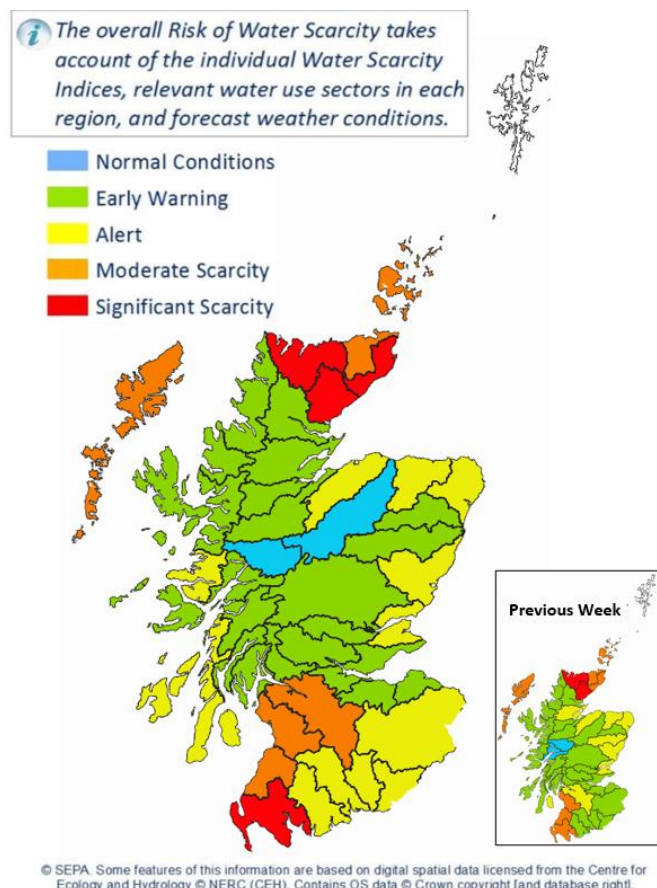 The overall Risk of Water Scarcity takes
account of the individual Water Scarcity
Indices, relevant water use sectors in each
region, and forecast weather conditions.
Normal Conditions
Early Warning
Alert
Moderate Scarcity
Significant Scarcity
Previous Week
© SEPA. Some features of this information are based on digital spatial data licensed from the Centre for
Ecology and Hydrology © NERC (CEH). Contains OS data © Crown copyright [and database right].